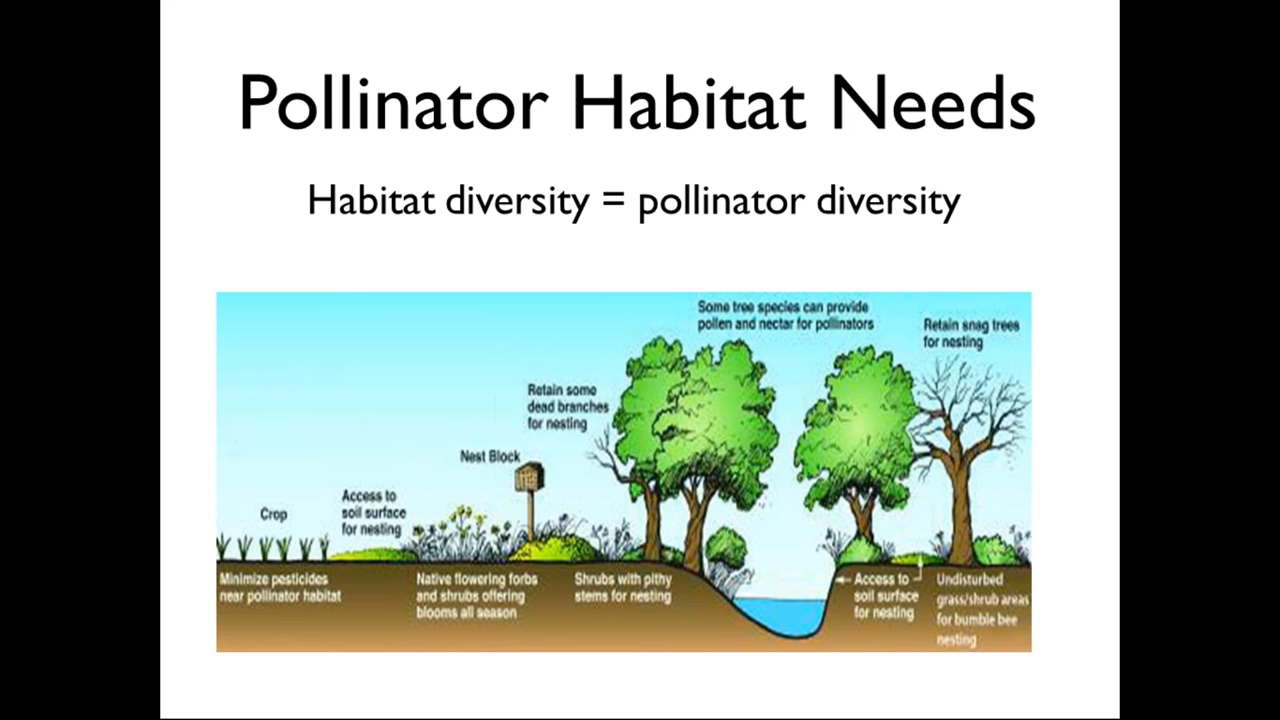 Pollinator Habitat Needs
Habitat diversity = pollinator diversity
Some tree species can provide
pollen and nectar for pollinators
Retain snag trees
for nesting
Retain some
dead branches
for nesting
Nest Block
Access to
soil surface
for nesting
Crop
Minimize pesticides
near pollinator habitat
Native flowering forbs
and shrubs offering
blooms all season
Shrubs with pithy
stems for nesting
Access to
soil surface
for nesting
Undisturbed
grass/shrub areas
for bumble bee
nesting